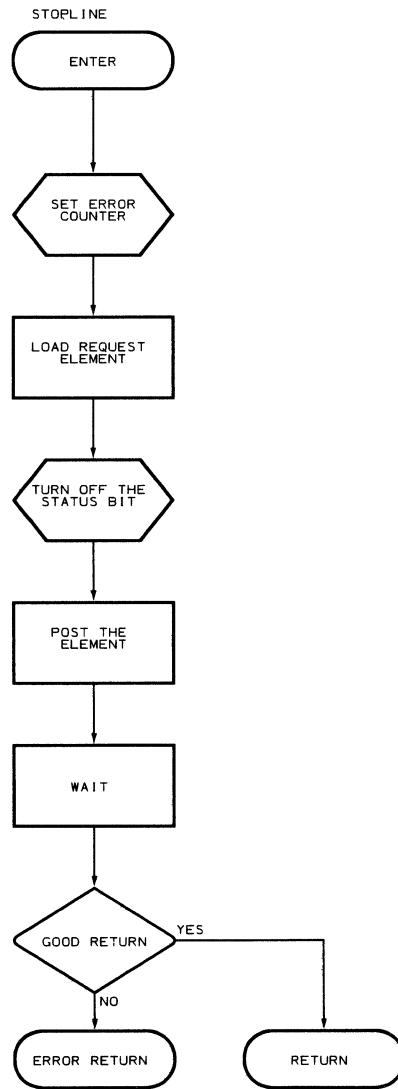 STOPLINE
ENTER
SET ERROR
COUNTER
LOAD REQUEST
ELEMENT
TURN OFF THE
STATUS BIT
POST THE
ELEMENT
WAIT
GOOD RETURN
YES
NO
ERROR RETURN
RETURN